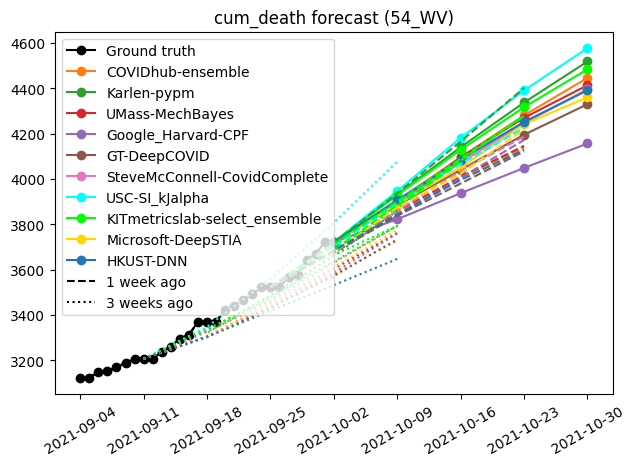 cum_death forecast (54_WV)
4600
4400
4200
4000
3800
3600
3400
3200
Ground truth
COVIDhub-ensemble
Karlen-pypm
UMass-MechBayes
Google_Harvard-CPF
GT-DeepCOVID
SteveMcConnell-CovidComplete
USC-SI_kJalpha
KITmetricslab-select_ensemble
Microsoft-DeepSTIA
HKUST-DNN
1 week ago
3 weeks ago
2021-09-04
2021-09-11
2021-09-18
2021-09-25
2021-10-02
2021-10-09
2021-10-16
2021-10-23
2021-10-30